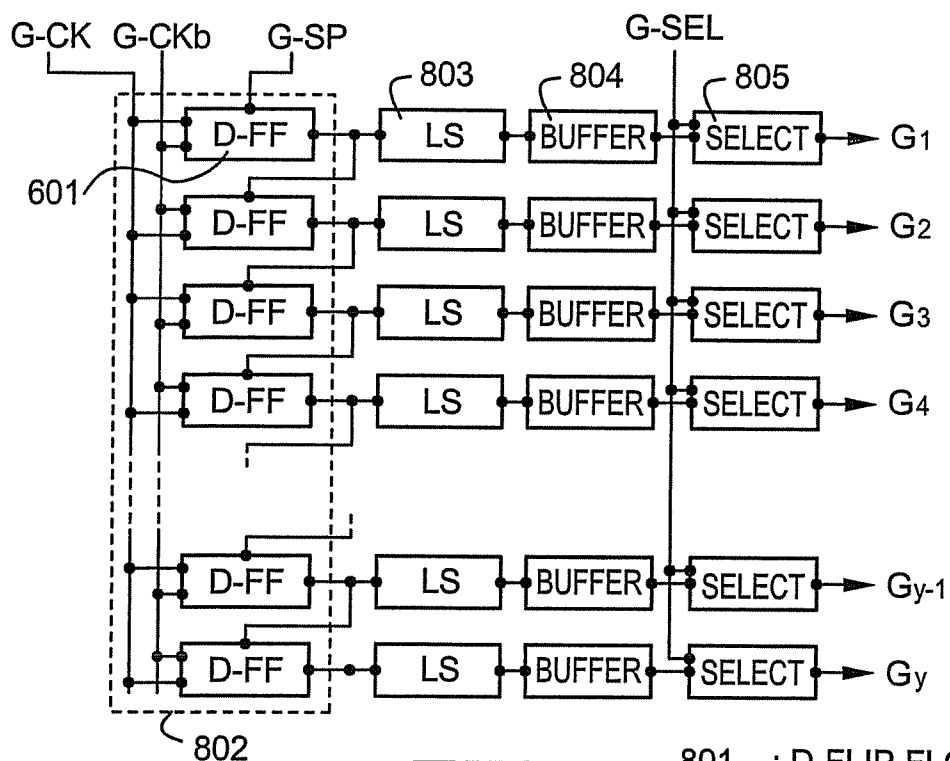 G-CK G-CKb G-SP G-SEL
803 804 805
D-FF LS BUFFER SELECT G1
601
D-FF LS BUFFER SELECT G2
D-FF LS BUFFER SELECT G3
D-FF LS BUFFER SELECT G4
D-FF LS BUFFER SELECT Gy-1
D-FF LS BUFFER SELECT Gy
802